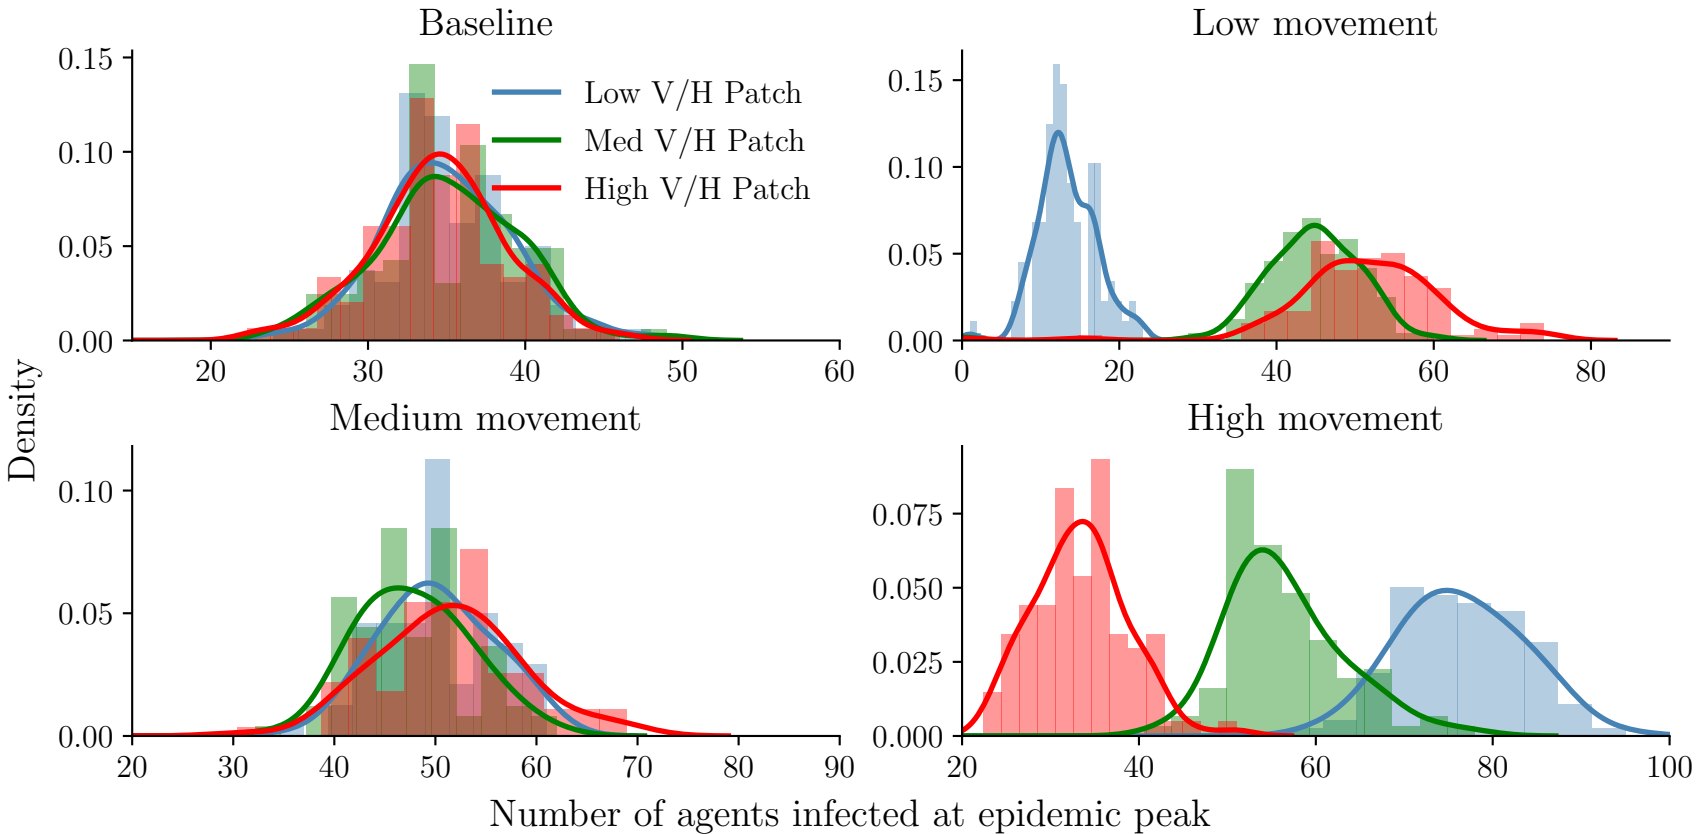 Baseline
Low movement
0.15
0.10
0.05
0.00
20 30 40 50 60
Low V/H Patch
Med V/H Patch
High V/H Patch
0.15
0.10
0.05
0.00
0 20 40 60 80
Density
Medium movement
High movement
0.10
0.05
0.00
20 30 40 50 60 70 80 90
0.075
0.050
0.025
0.000
20 40 60 80 100
Number of agents infected at epidemic peak